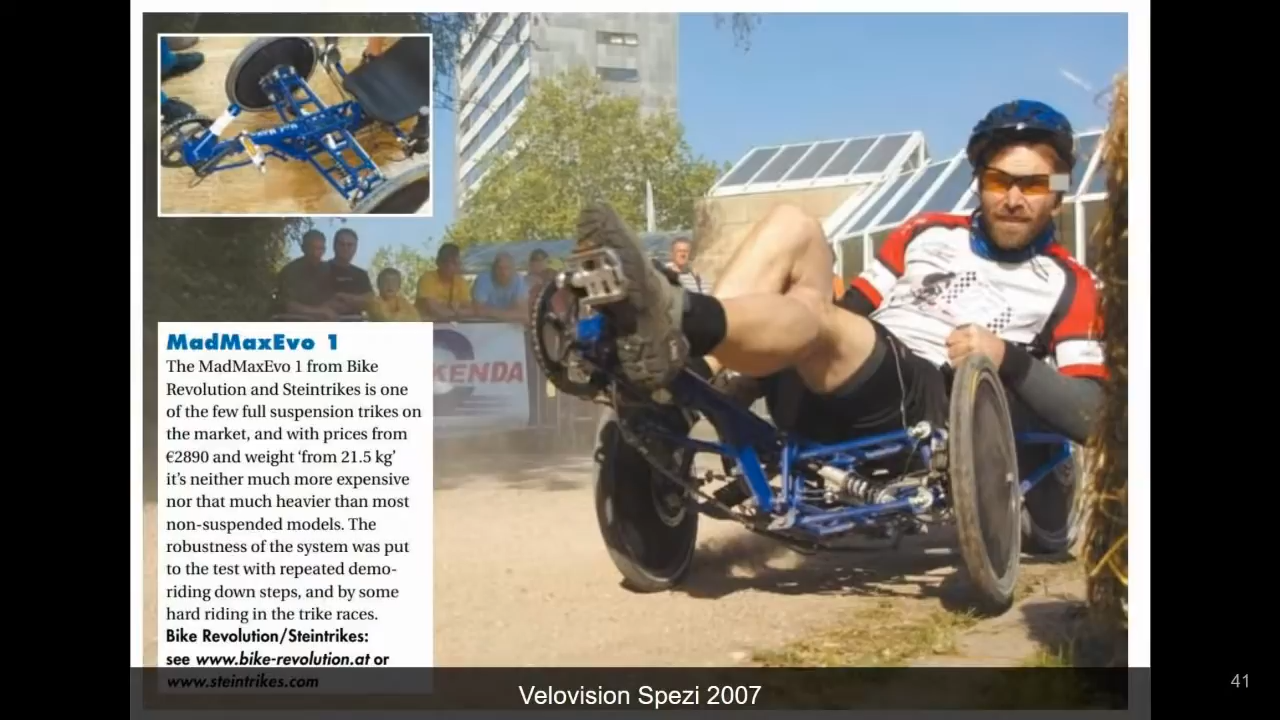 MadMaxEvo 1
The MadMaxEvo 1 from Bike
Revolution and Steintrikes is one
of the few full suspension trikes on
the market, and with prices from
€2890 and weight ‘from 21.5 kg’
it’s neither much more expensive
nor that much heavier than most
non-suspended models. The
robustness of the system was put
to the test with repeated demo-
riding down steps, and by some
hard riding in the trike races.
Bike Revolution/Steintrikes:
see www.bike-revolution.at or
www.steintrikes.com
KENDA
Velovision Spezi 2007
41